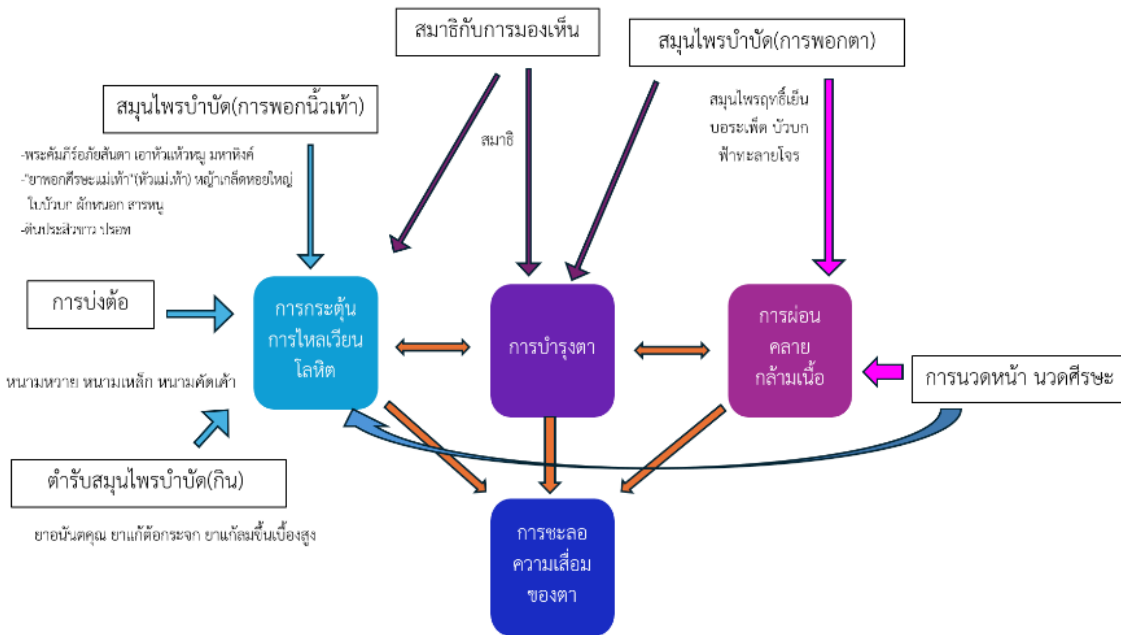 สมาธิกับการมองเห็น
สมุนไพรบำบัด(การพอกตา)
สมุนไพรบำบัด(การพอกนิ้วเท้า)
สมุนไพรฤทธิ์เย็น
บอระเพ็ด บัวบก
ฟ้าทะลายโจร
สมาธิ
-พระคัมภีร์อภัยสันตา เอาหัวแห้วหมู มหาหิงค์
-"ยาพอกศีรษะแม่เท้า"(หัวแม่เท้า) หญ้าเกล็ดหอยใหญ่
ใบบัวบก ผักหนอก สารหนู
-ดินประสิวขาว ปรอท
การบ่งต้อ
การกระตุ้น
การไหลเวียน
โลหิต
การบำรุงตา
การผ่อน
คลาย
กล้ามเนื้อ
การนวดหน้า นวดศีรษะ
หนามหวาย หนามเหล็ก หนามคัดเค้า
ตำรับสมุนไพรบำบัด(กิน)
ยาอนันตคุณ ยาแก้ต้อกระจก ยาแก้ลมขึ้นเบื้องสูง
การชะลอ
ความเสื่อม
ของตา